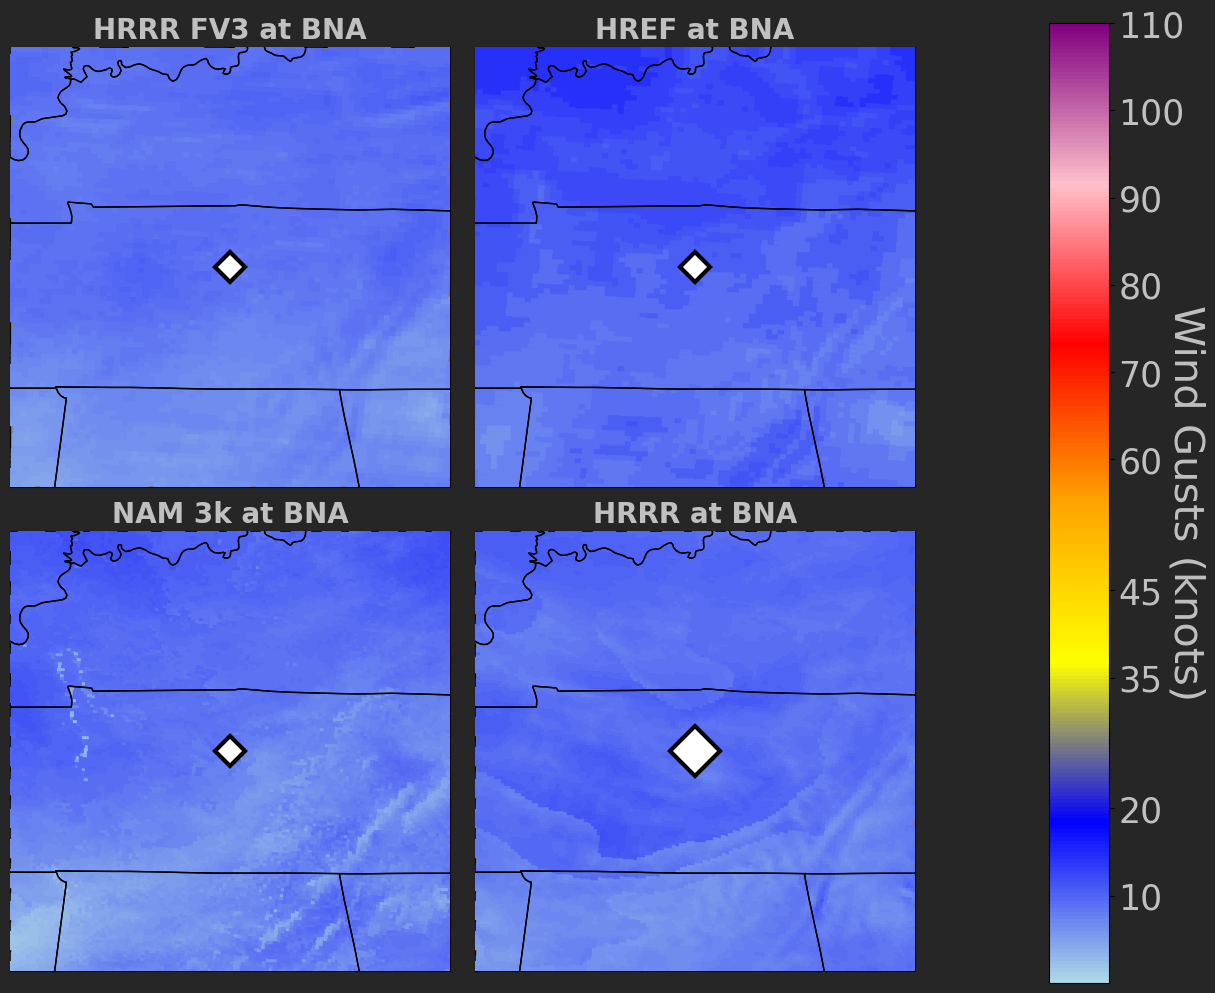 HRRR FV3 at BNA
HREF at BNA
NAM 3k at BNA
HRRR at BNA
110
100
90
80
70
60
45
35
20
10
Wind Gusts (knots)